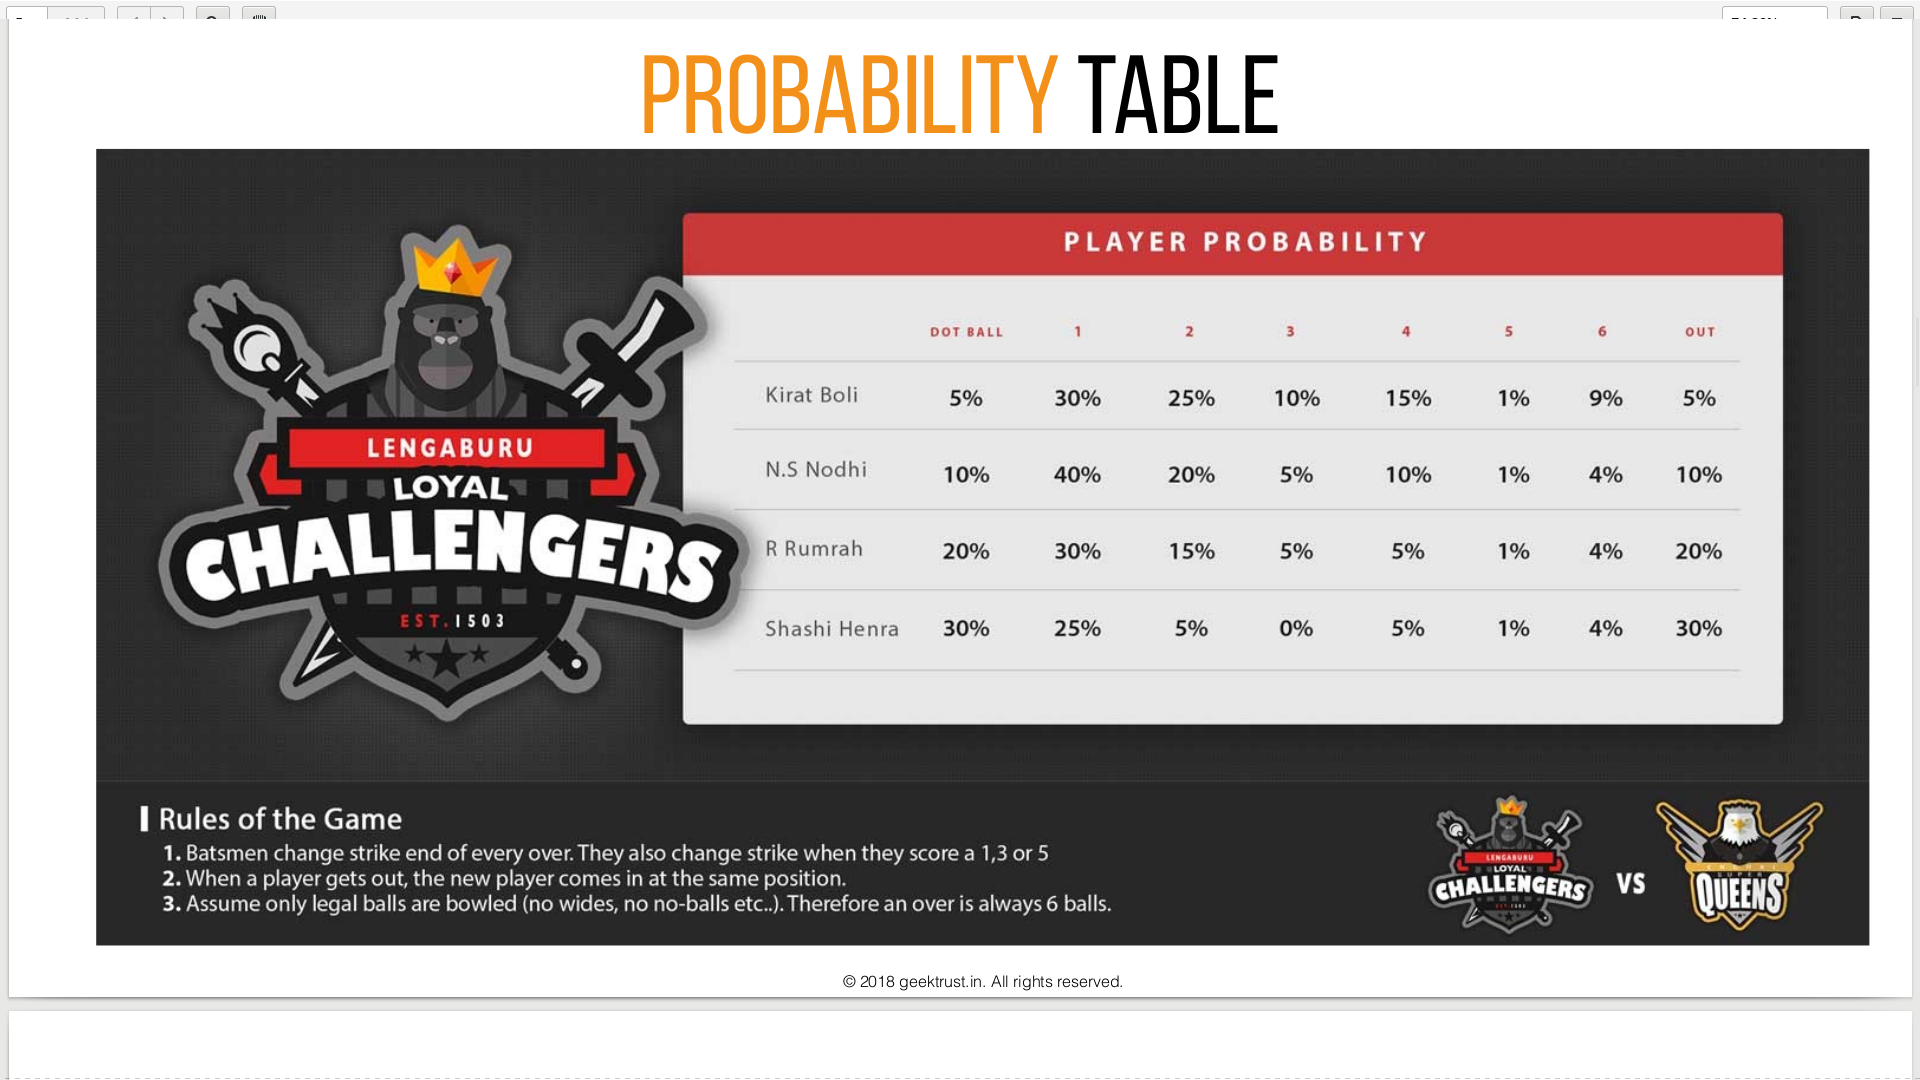 PROBABILITY TABLE
PLAYER PROBABILITY
DOT BALL 1 2 3 4 5 6 OUT
Kirat Boli 5% 30% 25% 10% 15% 1% 9% 5%
N.S Nodhi 10% 40% 20% 5% 10% 1% 4% 10%
R Rumrah 20% 30% 15% 5% 5% 1% 4% 20%
Shashi Henra 30% 25% 5% 0% 5% 1% 4% 30%
LENGABURU
LOYAL
CHALLENGERS
EST.1503
Rules of the Game
1. Batsmen change strike end of every over. They also change strike when they score a 1,3 or 5
2. When a player gets out, the new player comes in at the same position.
3. Assume only legal balls are bowled (no wides, no no-balls etc..). Therefore an over is always 6 balls.
LENGABURU
LOYAL
CHALLENGERS
VS
SUPER
QUEENS
© 2018 geektrust.in. All rights reserved.